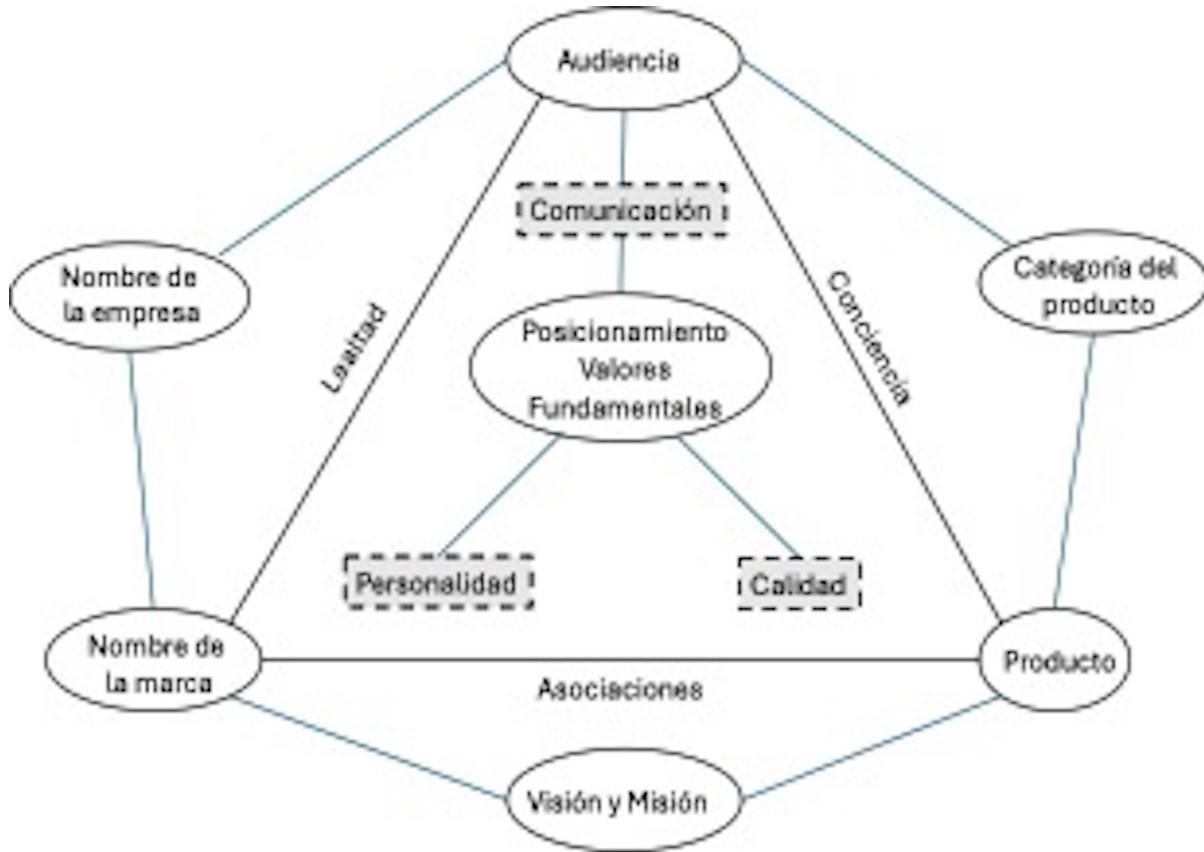 Audiencia
Comunicación
Nombre de
la empresa
Categoría del
producto
Lealtad
Conciencia
Posicionamiento
Valores
Fundamentales
Personalidad
Calidad
Nombre de
la marca
Producto
Asociaciones
Visión y Misión